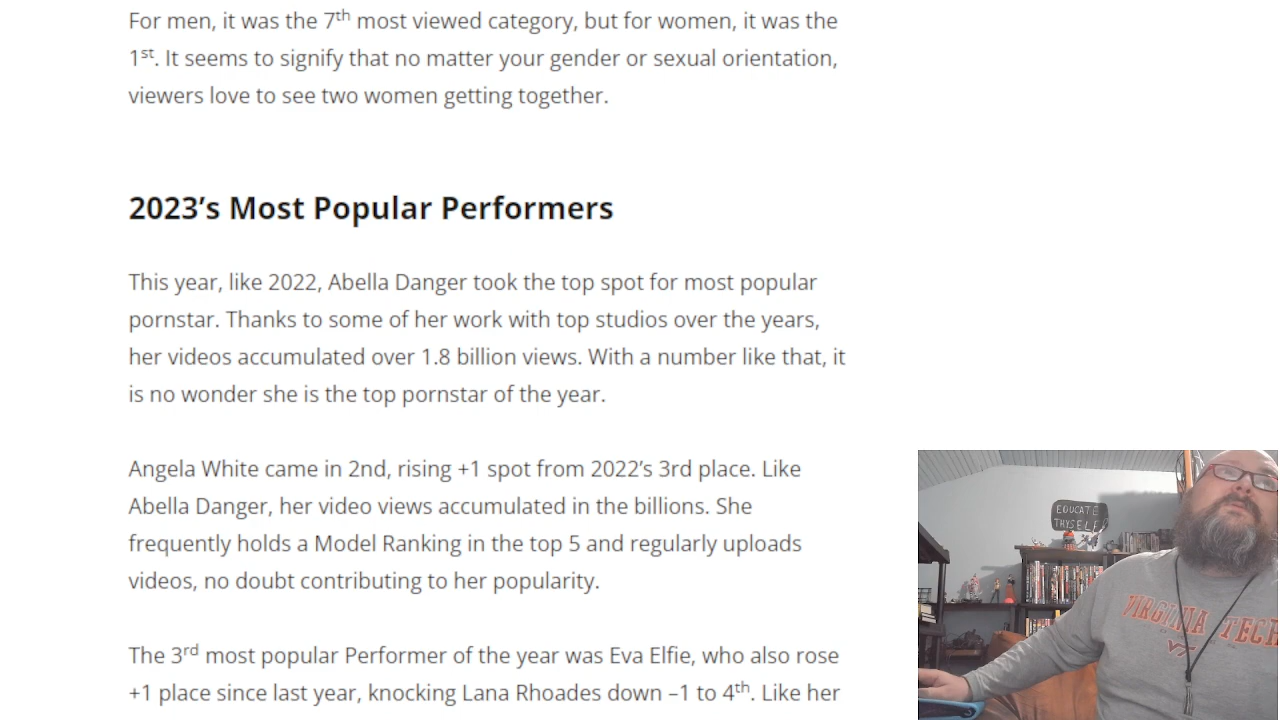 For men, it was the 7th most viewed category, but for women, it was the
1st. It seems to signify that no matter your gender or sexual orientation,
viewers love to see two women getting together.
2023’s Most Popular Performers
This year, like 2022, Abella Danger took the top spot for most popular
pornstar. Thanks to some of her work with top studios over the years,
her videos accumulated over 1.8 billion views. With a number like that, it
is no wonder she is the top pornstar of the year.
Angela White came in 2nd, rising +1 spot from 2022’s 3rd place. Like
Abella Danger, her video views accumulated in the billions. She
frequently holds a Model Ranking in the top 5 and regularly uploads
videos, no doubt contributing to her popularity.
The 3rd most popular Performer of the year was Eva Elfie, who also rose
+1 place since last year, knocking Lana Rhoades down –1 to 4th. Like her
EDUCATE
THYSELF
VIRGINIA TECH
VT